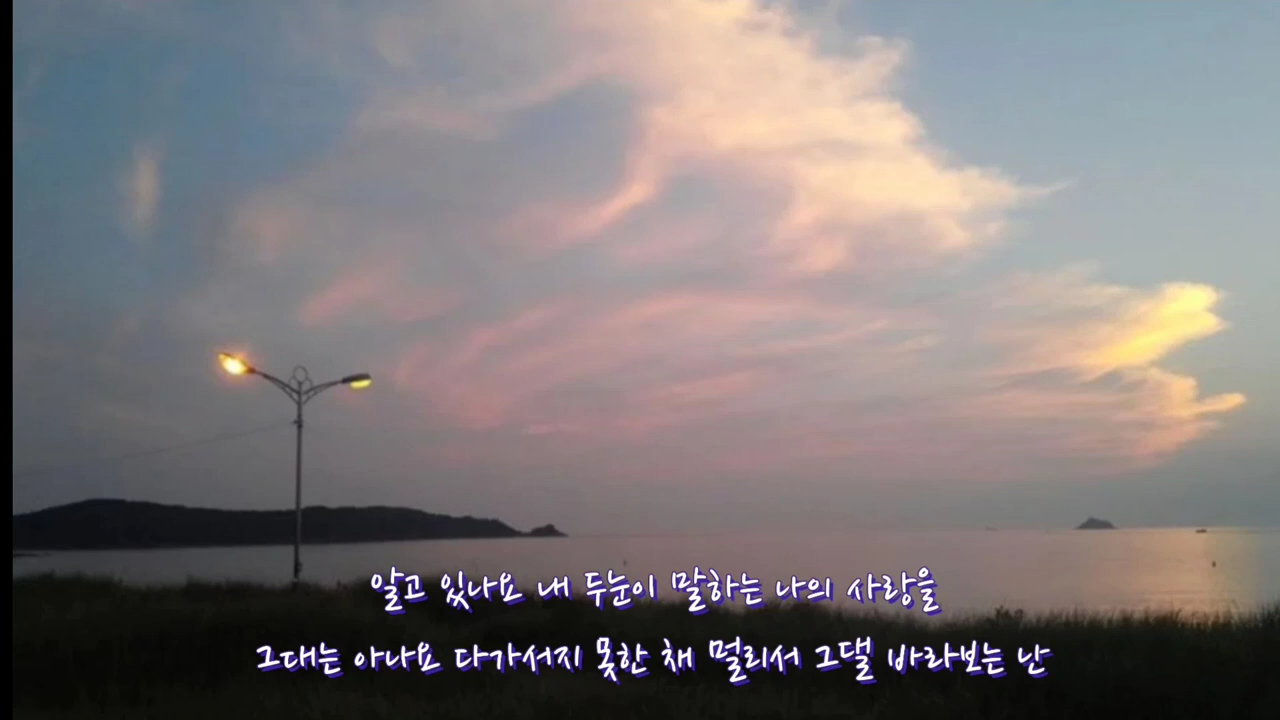 알고 있나요 내 두눈이 말하는 나의 사랑을
그대는 아나요 다가서지 못한 채 멀리서 그댈 바라보는 난